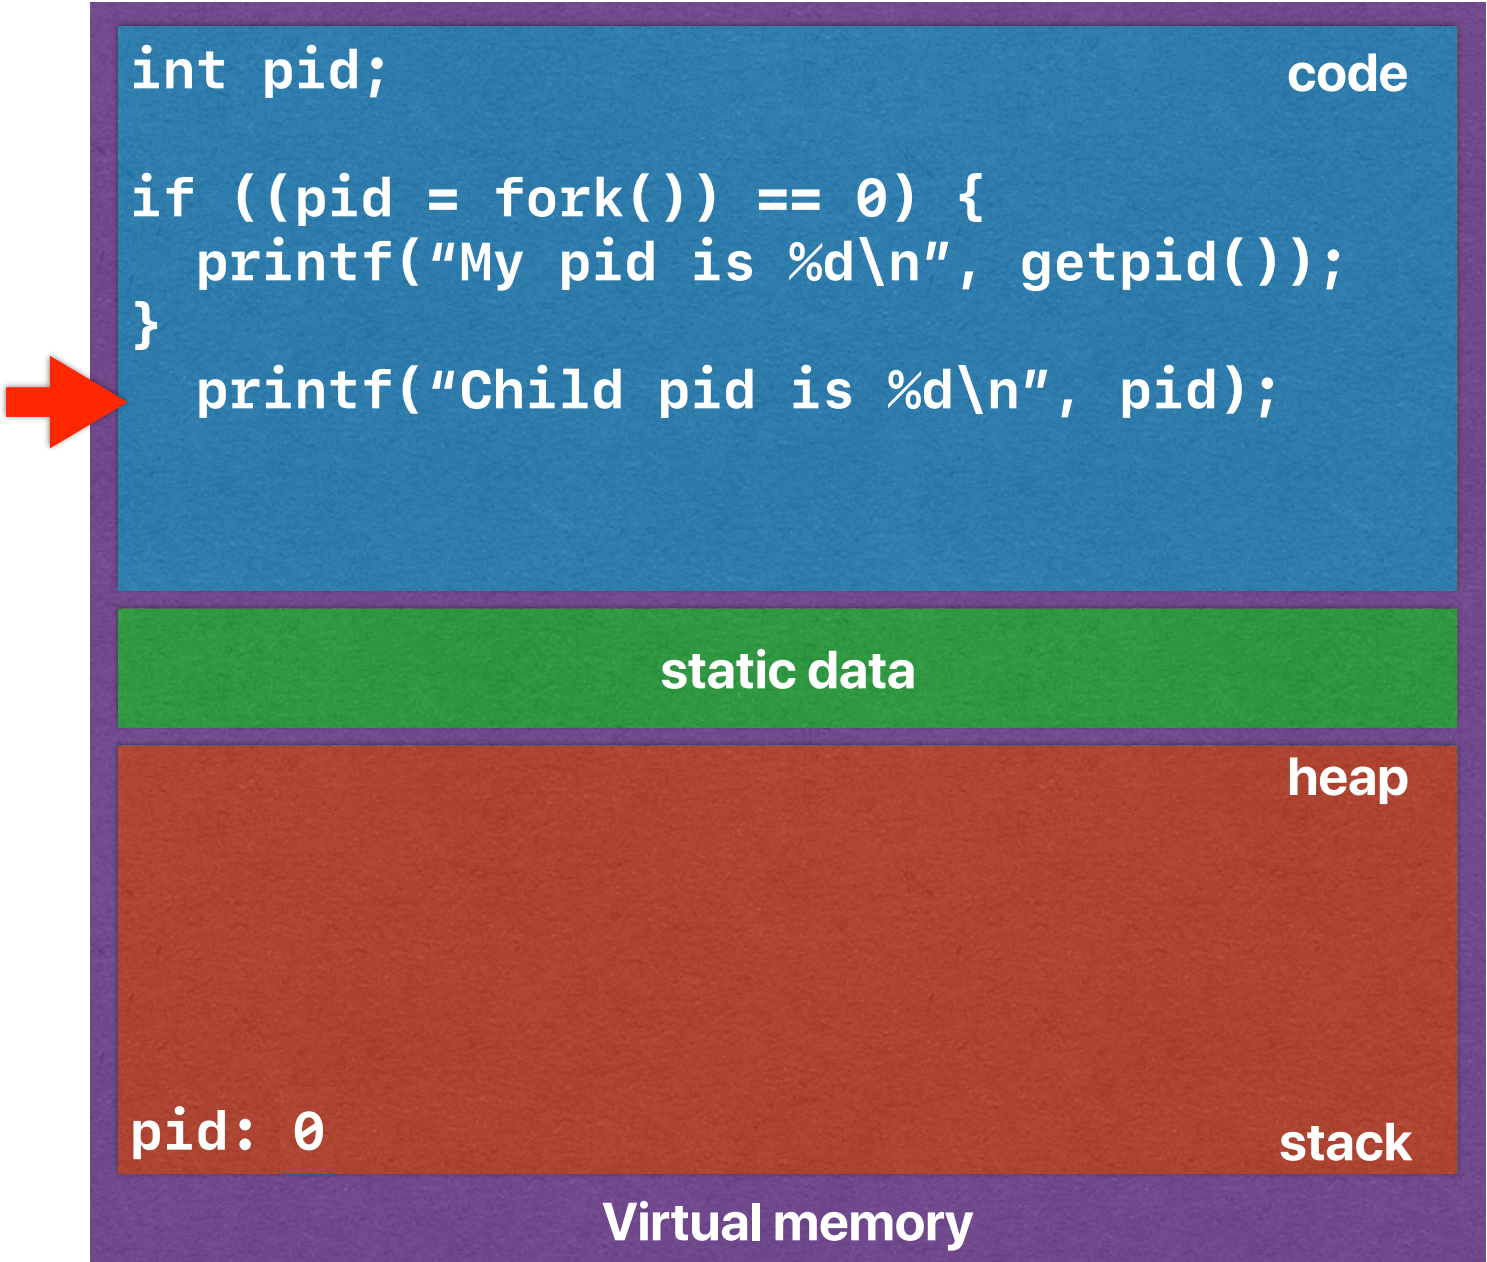 int pid;
code
if ((pid = fork()) == 0) {
  printf(“My pid is %d\n”, getpid());
}
  printf(“Child pid is %d\n”, pid);
static data
heap
pid: 0
stack
Virtual memory